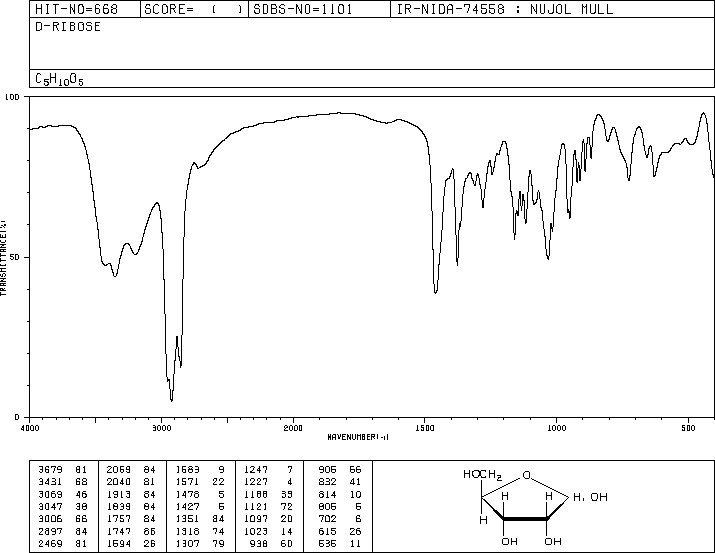 HIT-NO=668 SCORE= ( ) SDBS-NO=1101 IR-NIDA-74558 : NUJOL MULL
D-RIBOSE
C₅H₁₀O₅
100
TRANSMITTANCE(%)
50
0
4000 3000 2000 1500 1000 500
WAVENUMBER(-1)
3679 81 2059 84 1583 9 1247 7 905 56
3431 68 2040 81 1571 22 1227 4 832 41
3069 46 1913 84 1478 5 1188 39 814 10
3047 38 1839 84 1427 6 1121 72 805 5
3006 66 1757 84 1351 84 1097 20 702 6
2897 84 1747 86 1318 74 1023 14 615 26
2469 81 1594 26 1307 79 938 60 535 11
HOCH₂ O
H H H, OH
H
OH OH